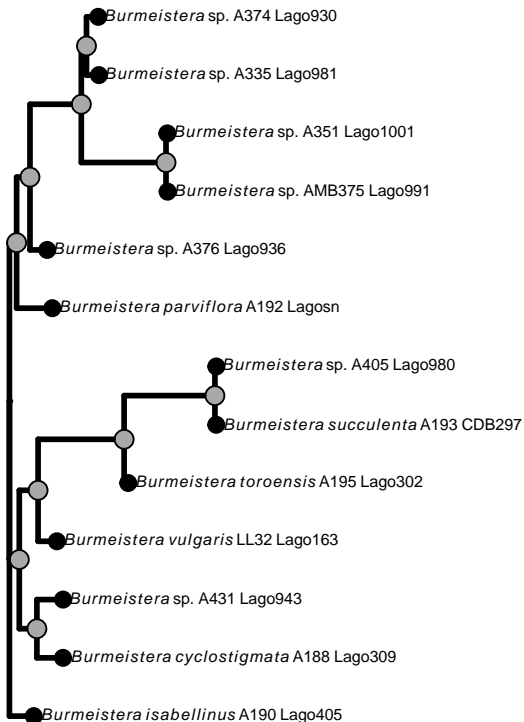 Burmeistera sp. A374 Lago930
Burmeistera sp. A335 Lago981
Burmeistera sp. A351 Lago1001
Burmeistera sp. AMB375 Lago991
Burmeistera sp. A376 Lago936
Burmeistera parviflora A192 Lagosn
Burmeistera sp. A405 Lago980
Burmeistera succulenta A193 CDB297
Burmeistera toroensis A195 Lago302
Burmeistera vulgaris LL32 Lago163
Burmeistera sp. A431 Lago943
Burmeistera cyclostigmata A188 Lago309
Burmeistera isabellinus A190 Lago405